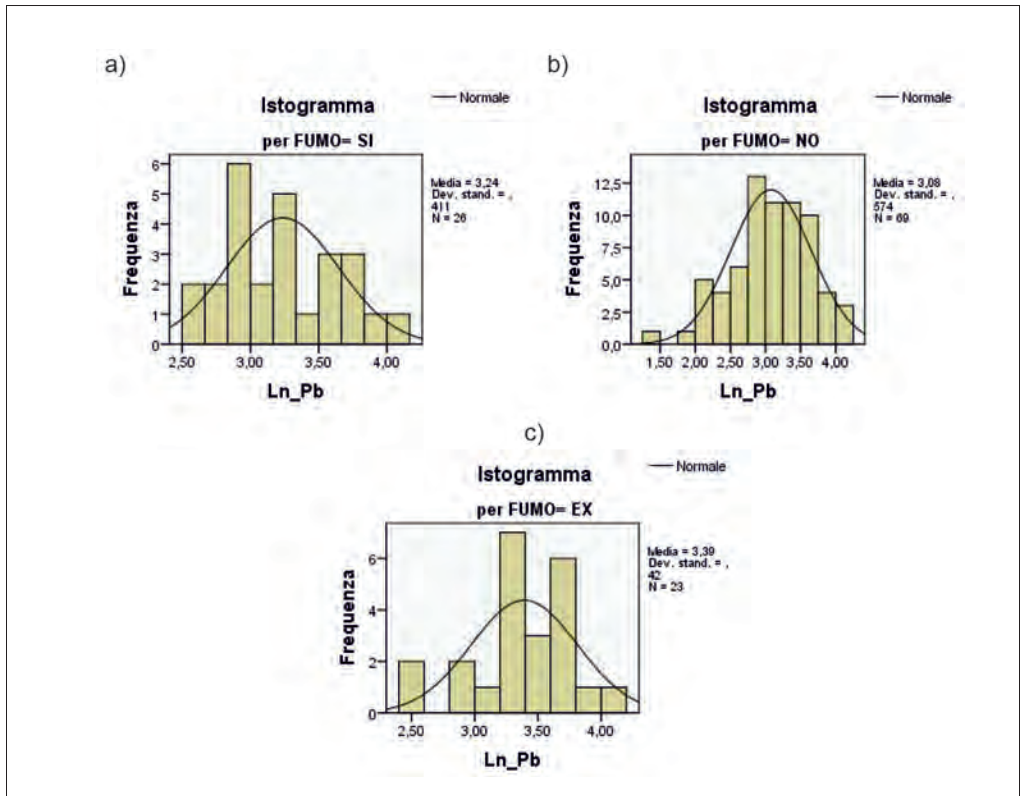 a)
Istogramma
Normale
per FUMO= SI
Frequenza
6
5
4
3
2
1
0
2,50 3,00 3,50 4,00
Ln_Pb
Media = 3,24
Dev. stand. = ,
411
N = 26
b)
Istogramma
Normale
per FUMO= NO
Frequenza
12,5
10,0
7,5
5,0
2,5
0,0
1,50 2,00 2,50 3,00 3,50 4,00
Ln_Pb
Media = 3,08
Dev. stand. = ,
574
N = 69
c)
Istogramma
Normale
per FUMO= EX
Frequenza
6
4
2
0
2,50 3,00 3,50 4,00
Ln_Pb
Media = 3,39
Dev. stand. = ,
42
N = 23